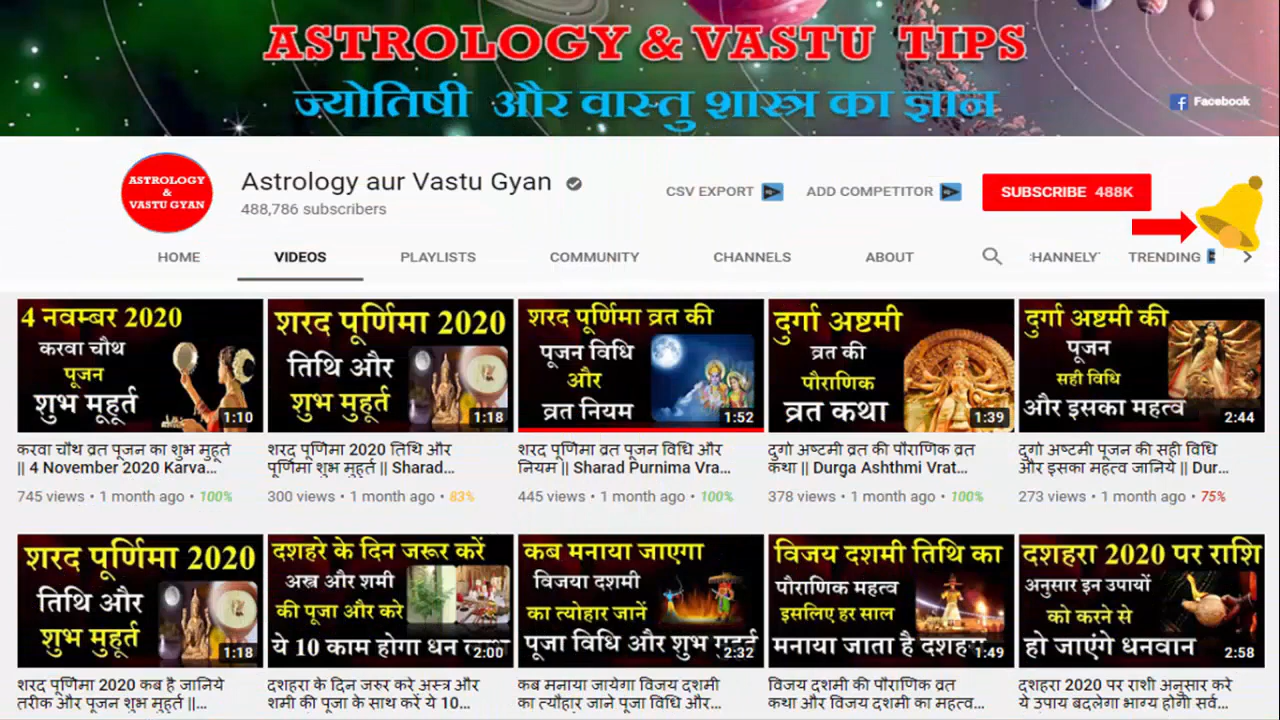 ASTROLOGY & VASTU TIPS
ज्योतिषी और वास्तु शास्त्र का ज्ञान
Facebook
ASTROLOGY
&
VASTU GYAN
Astrology aur Vastu Gyan
488,786 subscribers
CSV EXPORT
ADD COMPETITOR
SUBSCRIBE 488K
HOME
VIDEOS
PLAYLISTS
COMMUNITY
CHANNELS
ABOUT
HANNELY
TRENDING
4 नवम्बर 2020
करवा चौथ
पूजन
शुभ मुहूर्त
1:10
शरद पूर्णिमा 2020
तिथि और
शुभ मुर्हूत
1:18
शरद पूर्णिमा व्रत की
पूजन विधि
और
व्रत नियम
1:52
दुर्गा अष्टमी
व्रत की
पौराणिक
व्रत कथा
1:39
दुर्गा अष्टमी की
पूजन
सही विधि
और इसका महत्व
2:44
करवा चौथ व्रत पूजन का शुभ मुहूर्त
|| 4 November 2020 Karva...
745 views • 1 month ago • 100%
शरद पूर्णिमा 2020 तिथि और
पूर्णिमा शुभ मुहूर्त || Sharad...
300 views • 1 month ago • 83%
शरद पूर्णिमा व्रत पूजन विधि और
नियम || Sharad Purnima Vra...
445 views • 1 month ago • 100%
दुर्गा अष्टमी व्रत की पौराणिक व्रत
कथा || Durga Ashthmi Vrat...
378 views • 1 month ago • 100%
दुर्गा अष्टमी पूजन की सही विधि
और इसका महत्व जानिये || Dur...
273 views • 1 month ago • 75%
शरद पूर्णिमा 2020
तिथि और
शुभ मुर्हूत
1:18
दशहरे के दिन जरूर करें
अस्त्र और शमी
की पूजा और करे
ये 10 काम होगा धन
2:00
कब मनाया जाएगा
विजया दशमी
का त्योहार जानें
पूजा विधि और शुभ मुहूर्त
2:32
विजय दशमी तिथि का
पौराणिक महत्व
इसलिए हर साल
मनाया जाता है
1:49
दशहरा 2020 पर राशि
अनुसार इन उपायों
को करने से
हो जाएंगे धनवान
2:58
शरद पूर्णिमा 2020 कब है जानिये
तरीक और पूजन शुभ मुहूर्त ||...
दशहरा के दिन जरुर करे अस्त्र और
शमी की पूजा के साथ करें ये 10...
कब मनाया जायेगा विजय दशमी
का त्यौहार जाने पूजा विधि और...
विजय दशमी की पौराणिक व्रत
कथा और विजय दशमी का महत्व...
दशहरा 2020 पर राशी अनुसार करे
ये उपाय बदलेगा भाग्य होगी सर्व...